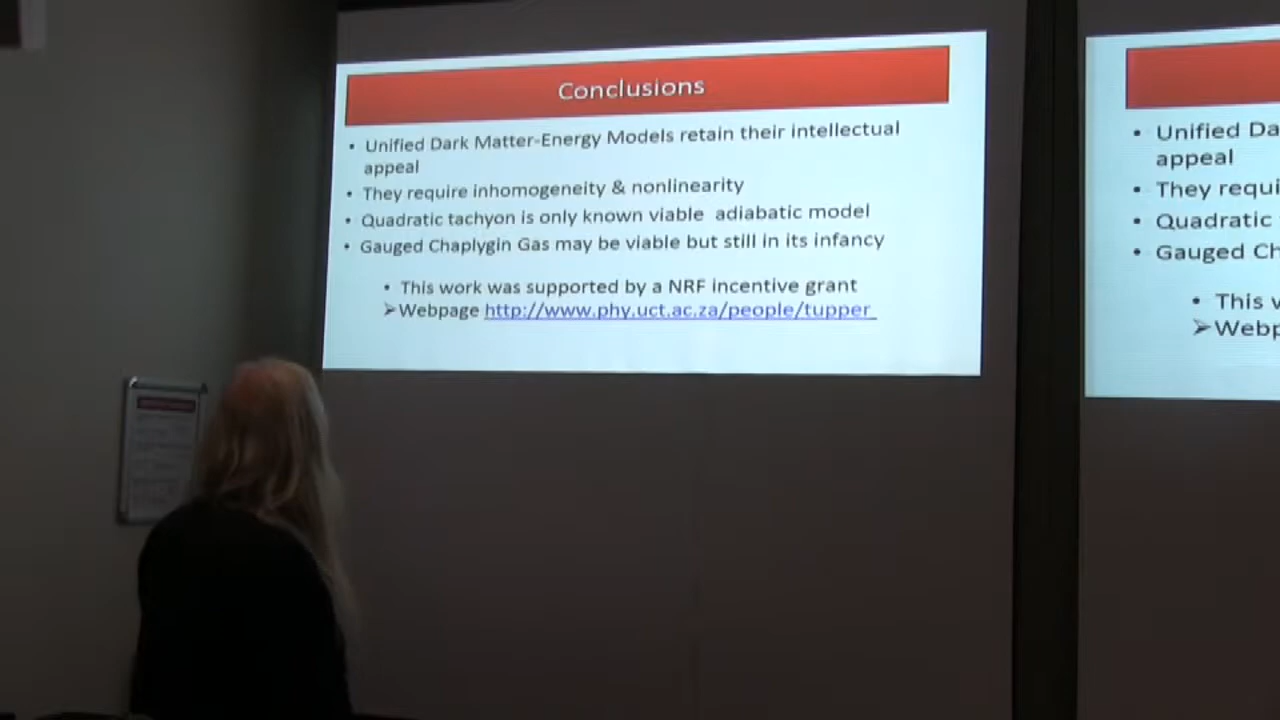 Conclusions
• Unified Dark Matter-Energy Models retain their intellectual
appeal
• They require inhomogeneity & nonlinearity
• Quadratic tachyon is only known viable adiabatic model
• Gauged Chaplygin Gas may be viable but still in its infancy
• This work was supported by a NRF incentive grant
➢Webpage http://www.phy.uct.ac.za/people/tupper_
• Unified Da
appeal
• They requi
• Quadratic
• Gauged Ch
• This w
➢Webp